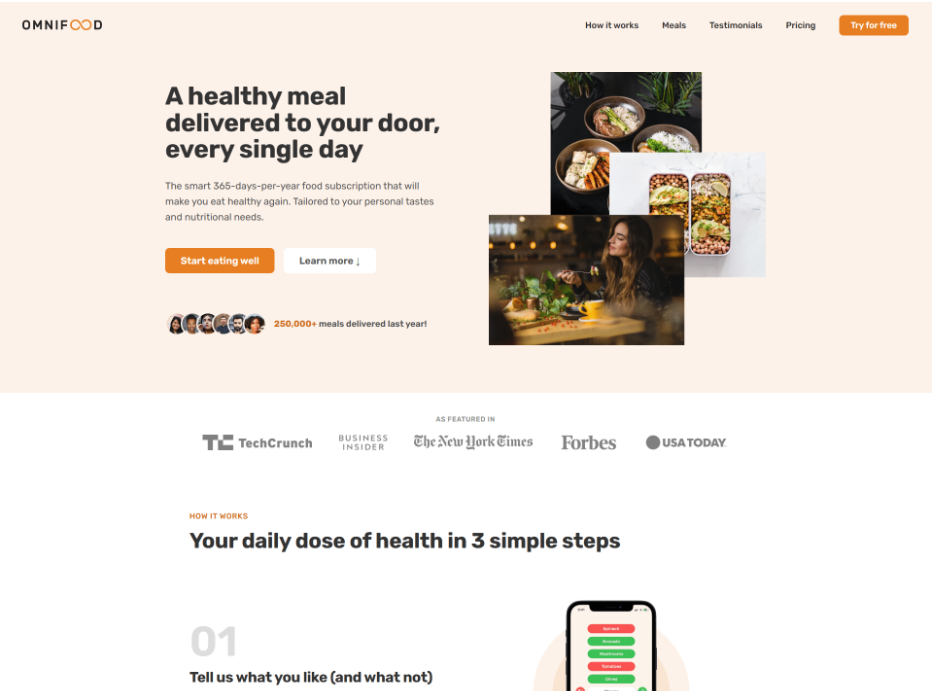 OMNIFOOD
How it works
Meals
Testimonials
Pricing
Try for free
A healthy meal
delivered to your door,
every single day
The smart 365-days-per-year food subscription that will
make you eat healthy again. Tailored to your personal tastes
and nutritional needs.
Start eating well
Learn more ↓
250,000+ meals delivered last year!
AS FEATURED IN
TechCrunch
BUSINESS
INSIDER
The New York Times
Forbes
USA TODAY
HOW IT WORKS
Your daily dose of health in 3 simple steps
01
Tell us what you like (and what not)
Spinach
Avocado
Mushrooms
Tomatoes